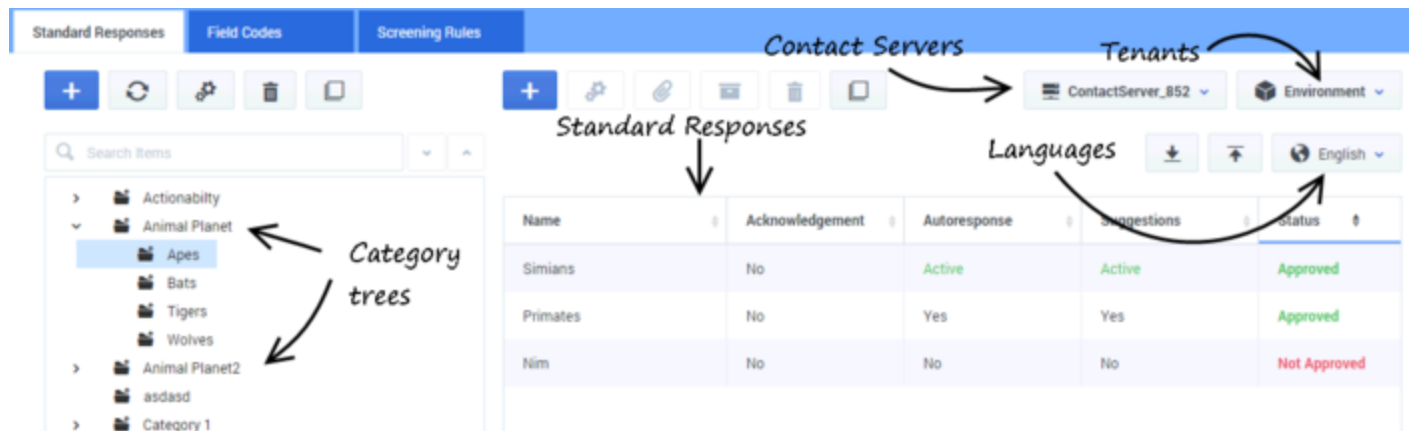 Standard Responses Field Codes Screening Rules
Contact Servers Tenants
ContactServer_852 Environment
Standard Responses
Search Items Languages English
Actionabilty
Name Acknowledgement Autoresponse Suggestions Status
Animal Planet
Apes Category
Simians No Active Active Approved
Bats
trees
Tigers
Primates No Yes Yes Approved
Wolves
Animal Planet2
Nim No No No Not Approved
asdasd
Category 1